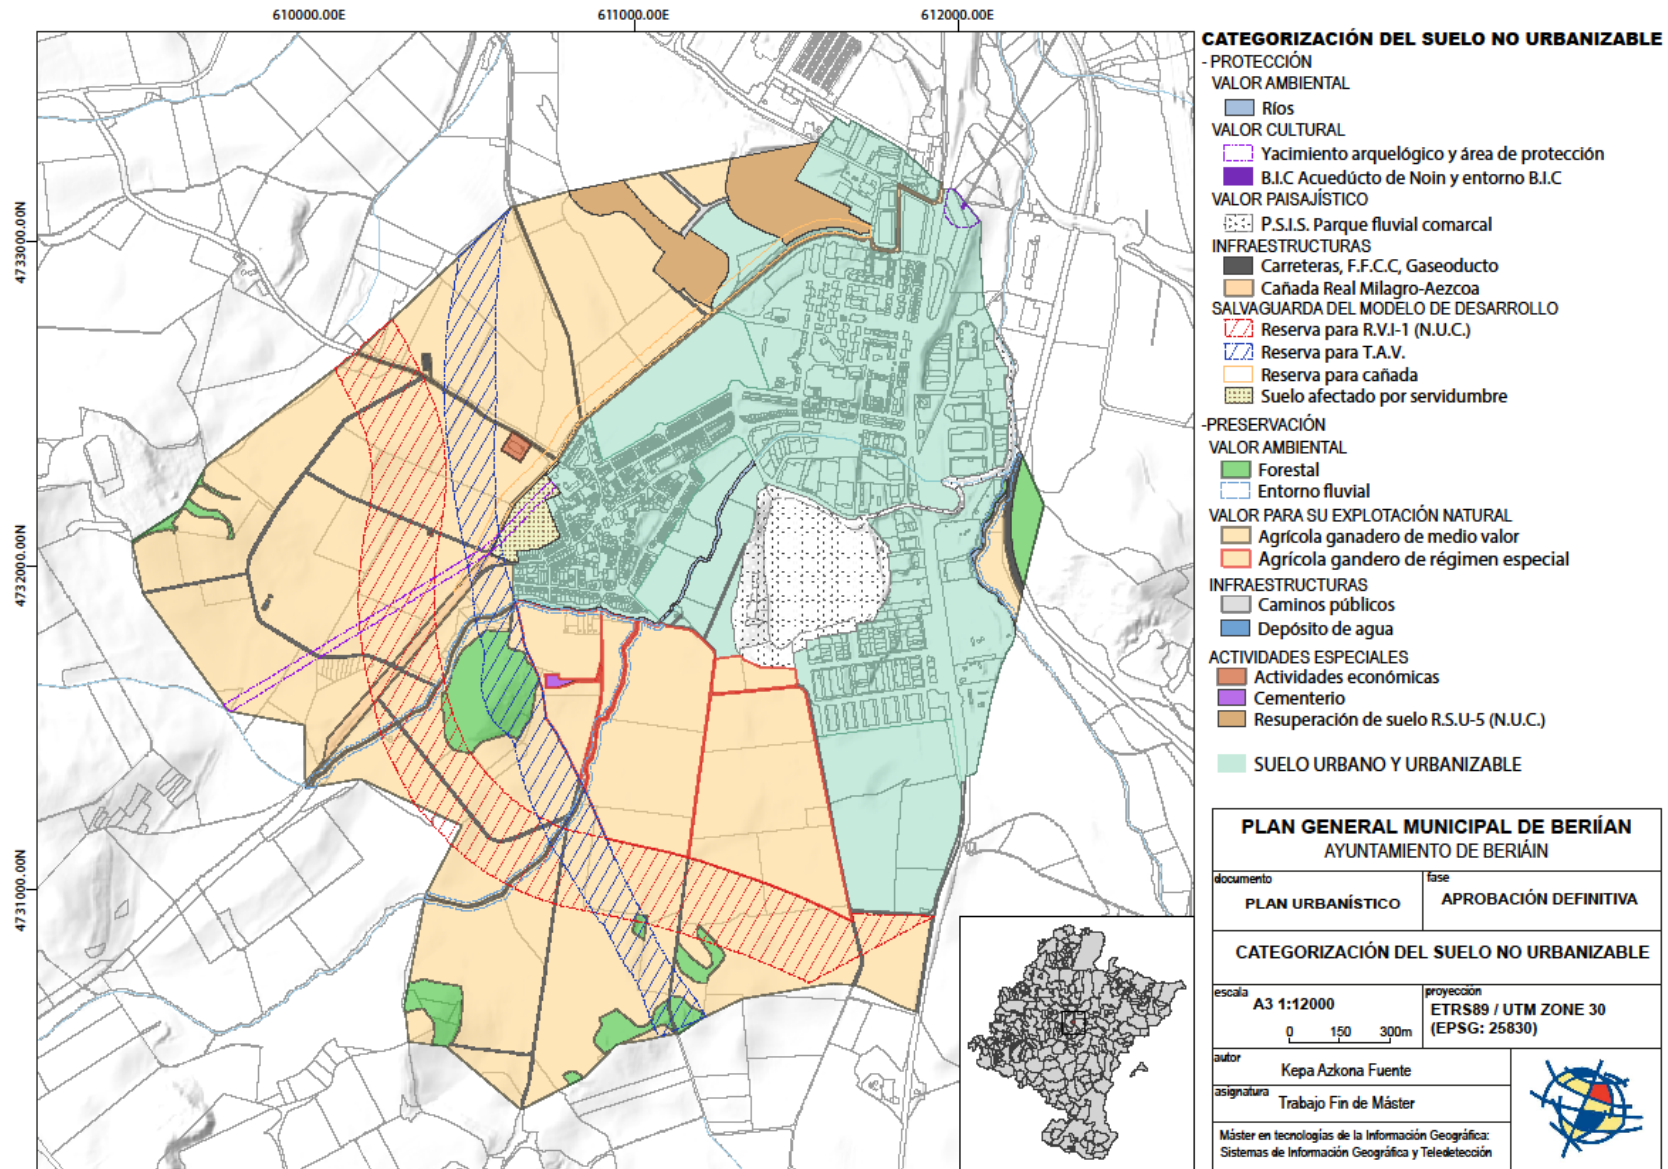 610000.00E
611000.00E
612000.00E
4733000.00N
4732000.00N
4731000.00N
CATEGORIZACIÓN DEL SUELO NO URBANIZABLE
- PROTECCIÓN
VALOR AMBIENTAL
Ríos
VALOR CULTURAL
Yacimiento arquelógico y área de protección
B.I.C Acuedúcto de Noin y entorno B.I.C
VALOR PAISAJÍSTICO
P.S.I.S. Parque fluvial comarcal
INFRAESTRUCTURAS
Carreteras, F.F.C.C, Gaseoducto
Cañada Real Milagro-Aezcoa
SALVAGUARDA DEL MODELO DE DESARROLLO
Reserva para R.V.I-1 (N.U.C.)
Reserva para T.A.V.
Reserva para cañada
Suelo afectado por servidumbre
-PRESERVACIÓN
VALOR AMBIENTAL
Forestal
Entorno fluvial
VALOR PARA SU EXPLOTACIÓN NATURAL
Agrícola ganadero de medio valor
Agrícola gandero de régimen especial
INFRAESTRUCTURAS
Caminos públicos
Depósito de agua
ACTIVIDADES ESPECIALES
Actividades económicas
Cementerio
Resuperación de suelo R.S.U-5 (N.U.C.)
SUELO URBANO Y URBANIZABLE
PLAN GENERAL MUNICIPAL DE BERIÍAN
AYUNTAMIENTO DE BERIÁIN
documento
PLAN URBANÍSTICO
fase
APROBACIÓN DEFINITIVA
CATEGORIZACIÓN DEL SUELO NO URBANIZABLE
escala
A3 1:12000
0 150 300m
proyección
ETRS89 / UTM ZONE 30
(EPSG: 25830)
autor
Kepa Azkona Fuente
asignatura
Trabajo Fin de Máster
Máster en tecnologías de la Información Geográfica:
Sistemas de Información Geográfica y Teledetección